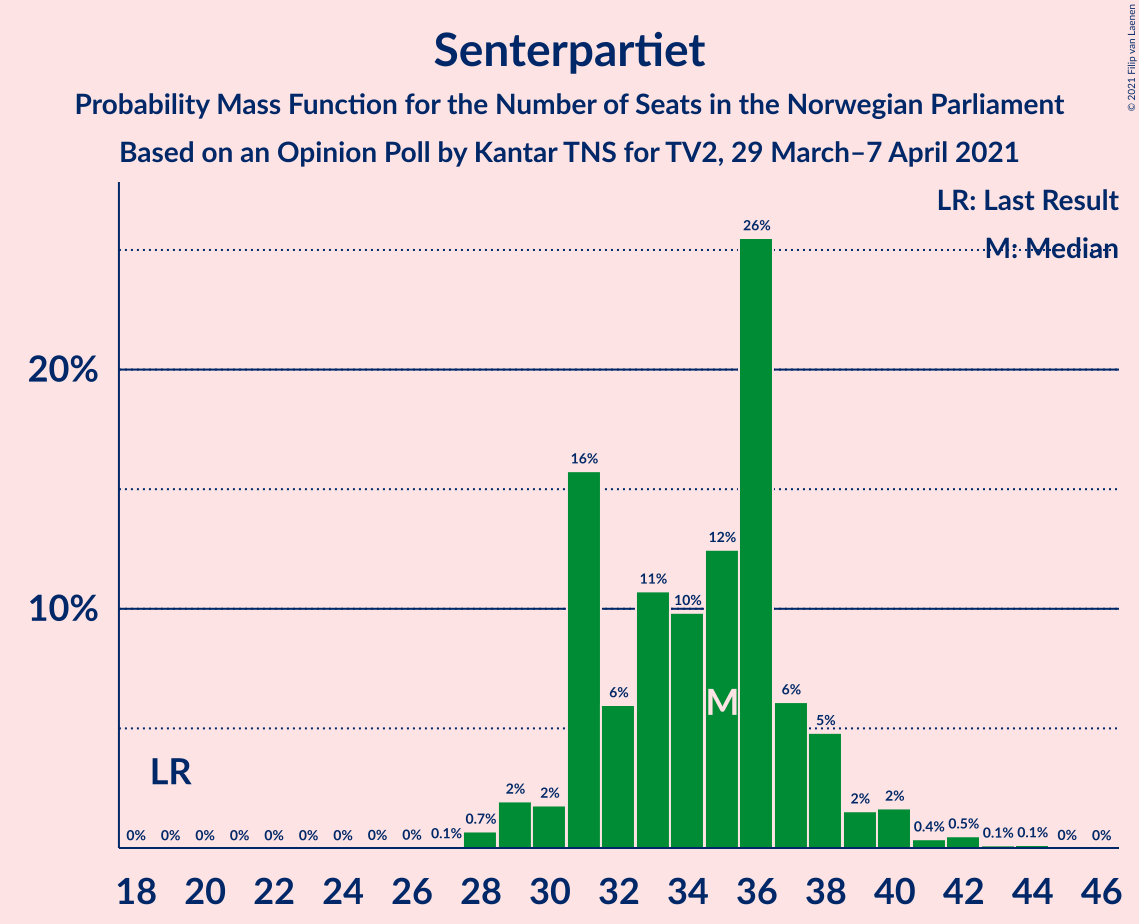 © 2021 Filip van Laenen
Senterpartiet
Probability Mass Function for the Number of Seats in the Norwegian Parliament
Based on an Opinion Poll by Kantar TNS for TV2, 29 March–7 April 2021
LR: Last Result
M: Median
20%
10%
0% 0% 0% 0% 0% 0% 0% 0% 0% 0.1% 0.7% 2% 2% 16% 6% 11% 10% 12% 26% 6% 5% 2% 2% 0.4% 0.5% 0.1% 0.1% 0% 0%
M
LR
18 20 22 24 26 28 30 32 34 36 38 40 42 44 46